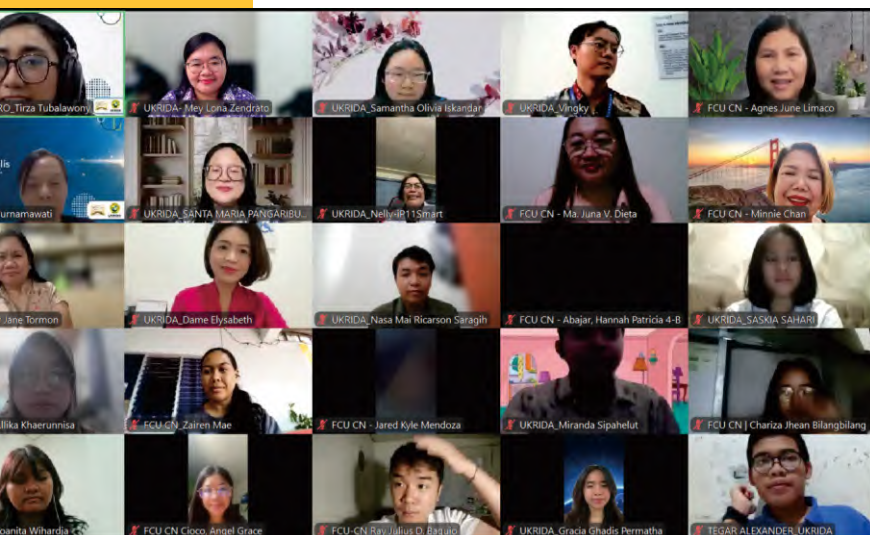 RO_Tirza Tubalawony
UKRIDA- Mey Lona Zendrato
UKRIDA_Samantha Olivia Iskandar
UKRIDA_Vingky
FCU CN - Agnes June Limaco
lis
urnamawati
UKRIDA_SANTA MARIA PANGARIBU...
UKRIDA_Nelly-iP11Smart
FCU CN - Ma. Juna V. Dieta
FCU CN - Minnie Chan
Jane Tormon
UKRIDA_Dame Elysabeth
UKRIDA_Nasa Mai Ricarson Saragih
FCU CN - Abajar, Hannah Patricia 4-B
UKRIDA_SASKIA SAHARI
llika Khaerunnisa
FCU CN_Zairen Mae
FCU CN - Jared Kyle Mendoza
UKRIDA_Miranda Sipahelut
FCU CN | Chariza Jhean Bilangbilang
oanita Wihardja
FCU CN Cioco, Angel Grace
FCU-CN Ray Julius D. Baguio
UKRIDA_Gracia Ghadis Permatha
TEGAR ALEXANDER_UKRIDA